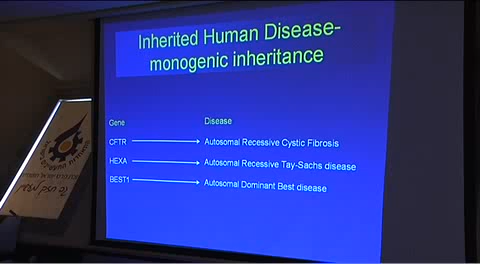 Inherited Human Disease-
monogenic inheritance
Gene Disease
CFTR Autosomal Recessive Cystic Fibrosis
HEXA Autosomal Recessive Tay-Sachs disease
BEST1 Autosomal Dominant Best disease